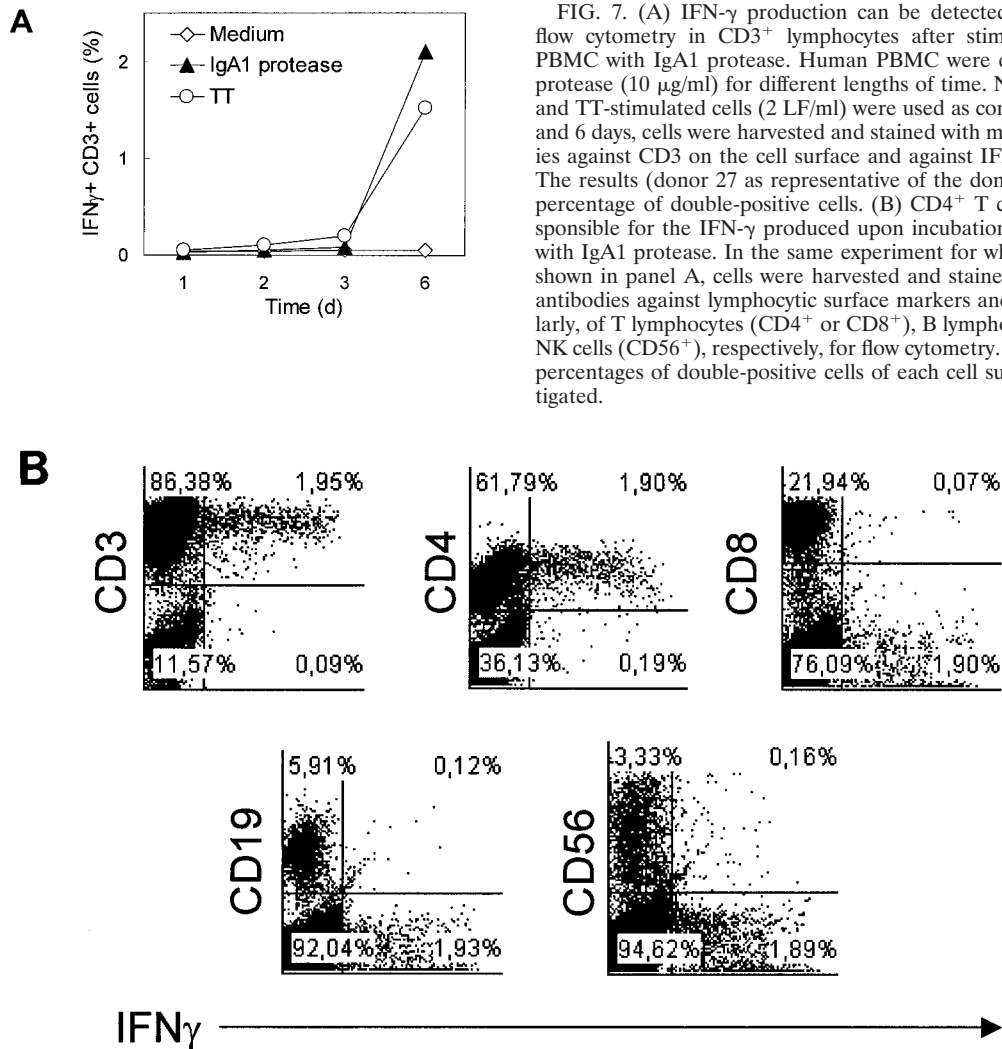 A
Medium
IgA1 protease
TT
IFNγ+ CD3+ cells (%)
2
1
0
1 2 3 6
Time (d)
FIG. 7. (A) IFN-γ production can be detected
flow cytometry in CD3+ lymphocytes after stim
PBMC with IgA1 protease. Human PBMC were c
protease (10 μg/ml) for different lengths of time. N
and TT-stimulated cells (2 LF/ml) were used as con
and 6 days, cells were harvested and stained with m
ies against CD3 on the cell surface and against IF
The results (donor 27 as representative of the don
percentage of double-positive cells. (B) CD4+ T c
sponsible for the IFN-γ produced upon incubation
with IgA1 protease. In the same experiment for wh
shown in panel A, cells were harvested and staine
antibodies against lymphocytic surface markers and
larly, of T lymphocytes (CD4+ or CD8+), B lympho
NK cells (CD56+), respectively, for flow cytometry.
percentages of double-positive cells of each cell su
tigated.
B
CD3
86,38% 1,95%
11,57% 0,09%
CD4
61,79% 1,90%
36,13% 0,19%
CD8
21,94% 0,07%
76,09% 1,90%
CD19
5,91% 0,12%
92,04% 1,93%
CD56
3,33% 0,16%
94,62% 1,89%
IFNγ